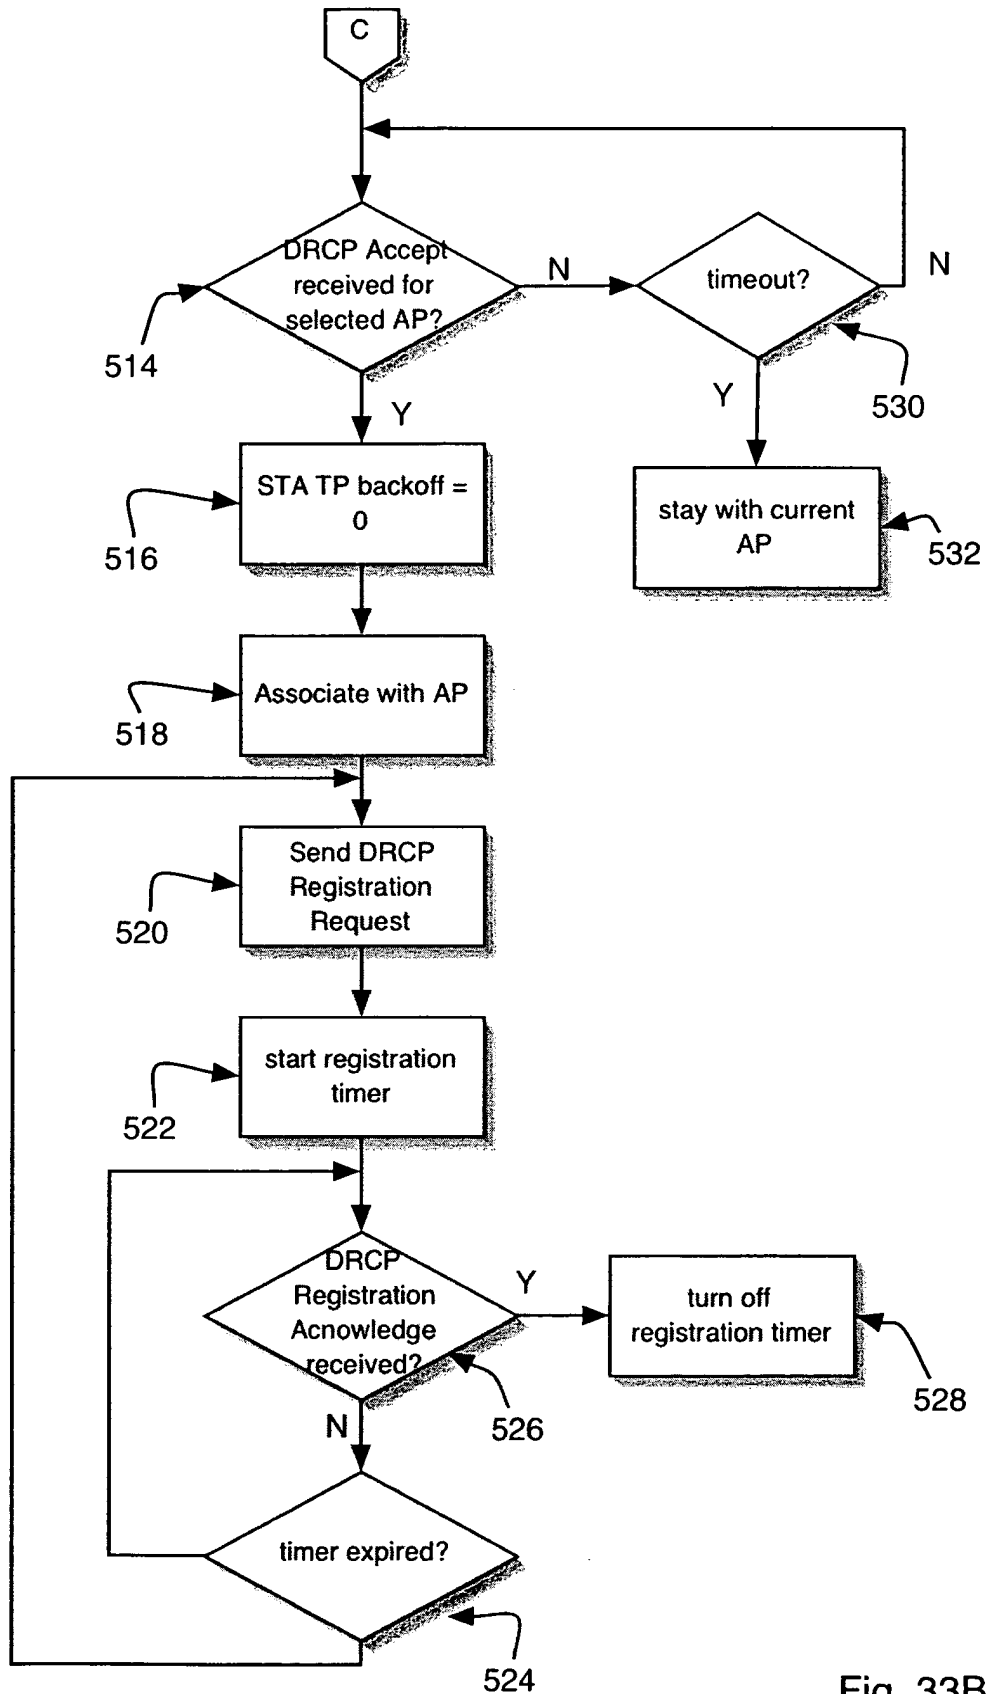 C
DRCP Accept
received for
selected AP?
N
timeout?
N
514
530
Y
Y
STA TP backoff =
0
516
stay with current
AP
532
Associate with AP
518
Send DRCP
Registration
Request
520
start registration
timer
522
DRCP
Registration
Acnowledge
received?
Y
turn off
registration timer
526
528
N
timer expired?
524
Fig. 33B